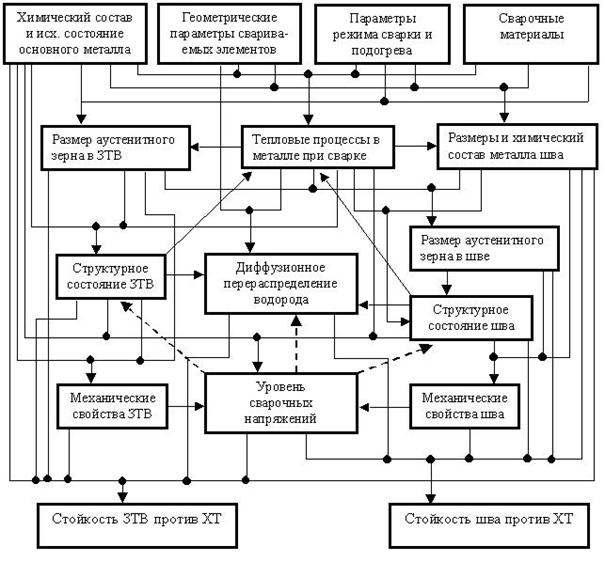 Химический состав
и исх. состояние
основного металла
Геометрические
параметры сварива-
емых элементов
Параметры
режима сварки и
подогрева
Сварочные
материалы
Размер аустенитного
зерна в ЗТВ
Тепловые процессы в
металле при сварке
Размеры и химический
состав металла шва
Размер аустенитного
зерна в шве
Структурное
состояние ЗТВ
Диффузионное
перераспределение
водорода
Структурное
состояние шва
Механические
свойства ЗТВ
Уровень
сварочных
напряжений
Механические
свойства шва
Стойкость ЗТВ против ХТ
Стойкость шва против ХТ